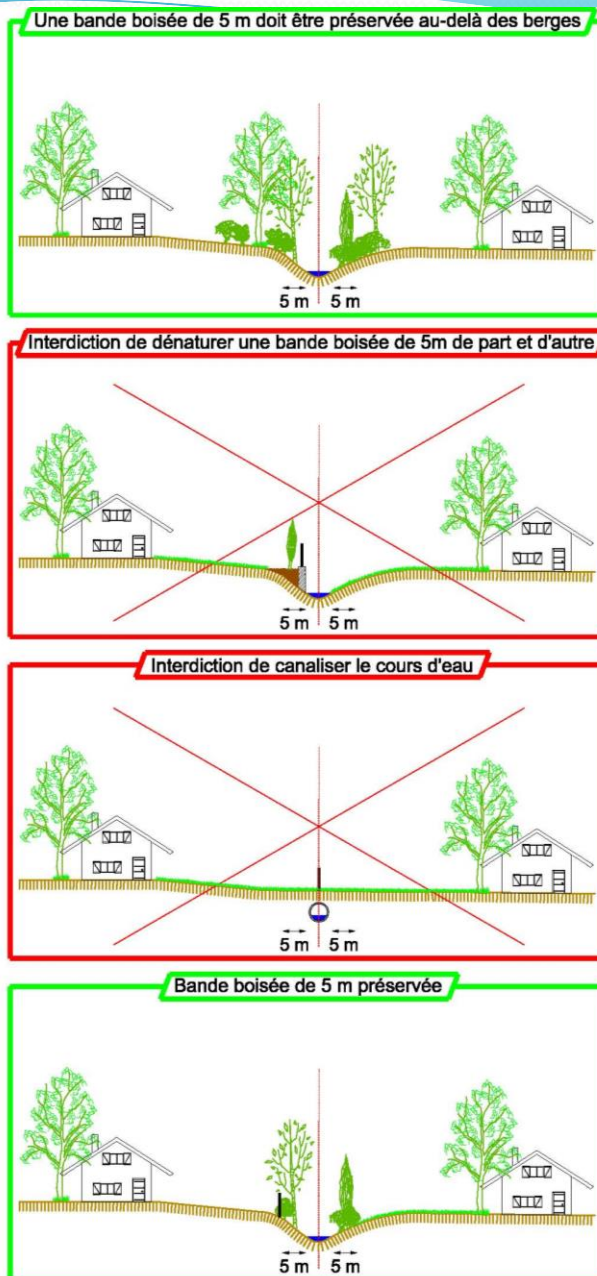 Une bande boisée de 5 m doit être préservée au-delà des berges
5 m 5 m
Interdiction de dénaturer une bande boisée de 5m de part et d'autre
5 m 5 m
Interdiction de canaliser le cours d'eau
5 m 5 m
Bande boisée de 5 m préservée
5 m 5 m